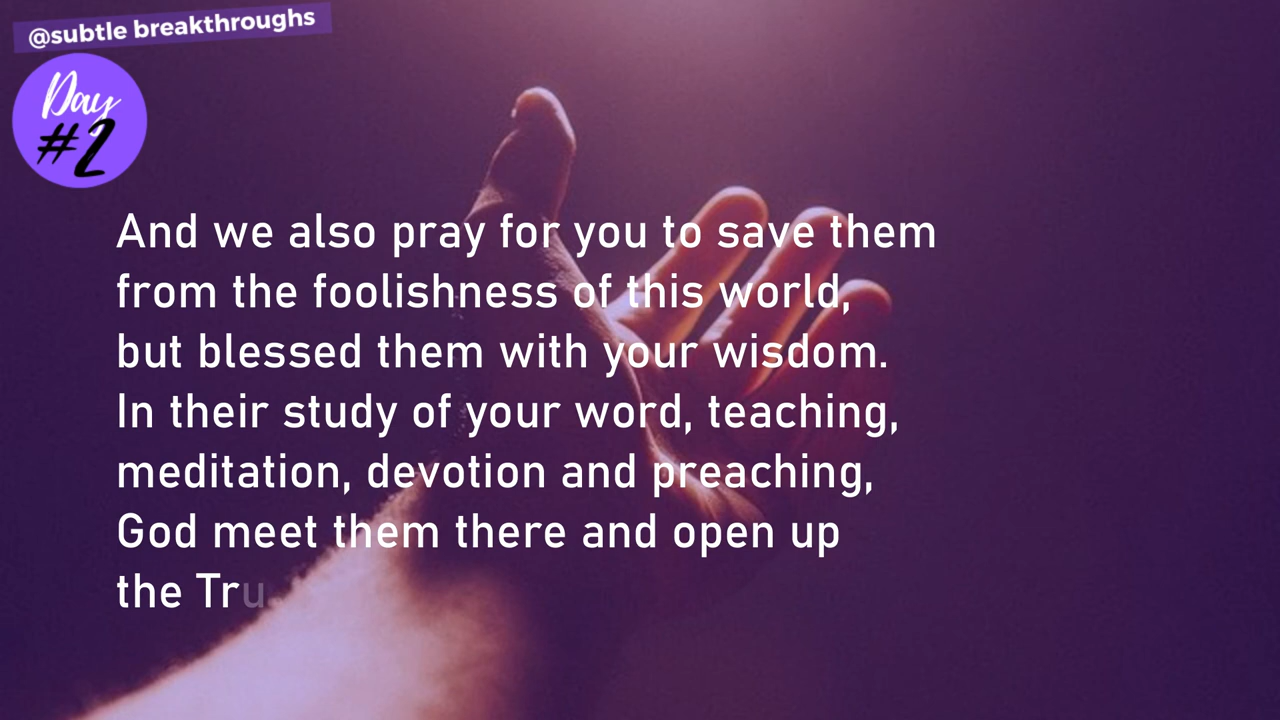 @subtle breakthroughs
Day
#2
And we also pray for you to save them
from the foolishness of this world,
but blessed them with your wisdom.
In their study of your word, teaching,
meditation, devotion and preaching,
God meet them there and open up
the Tru